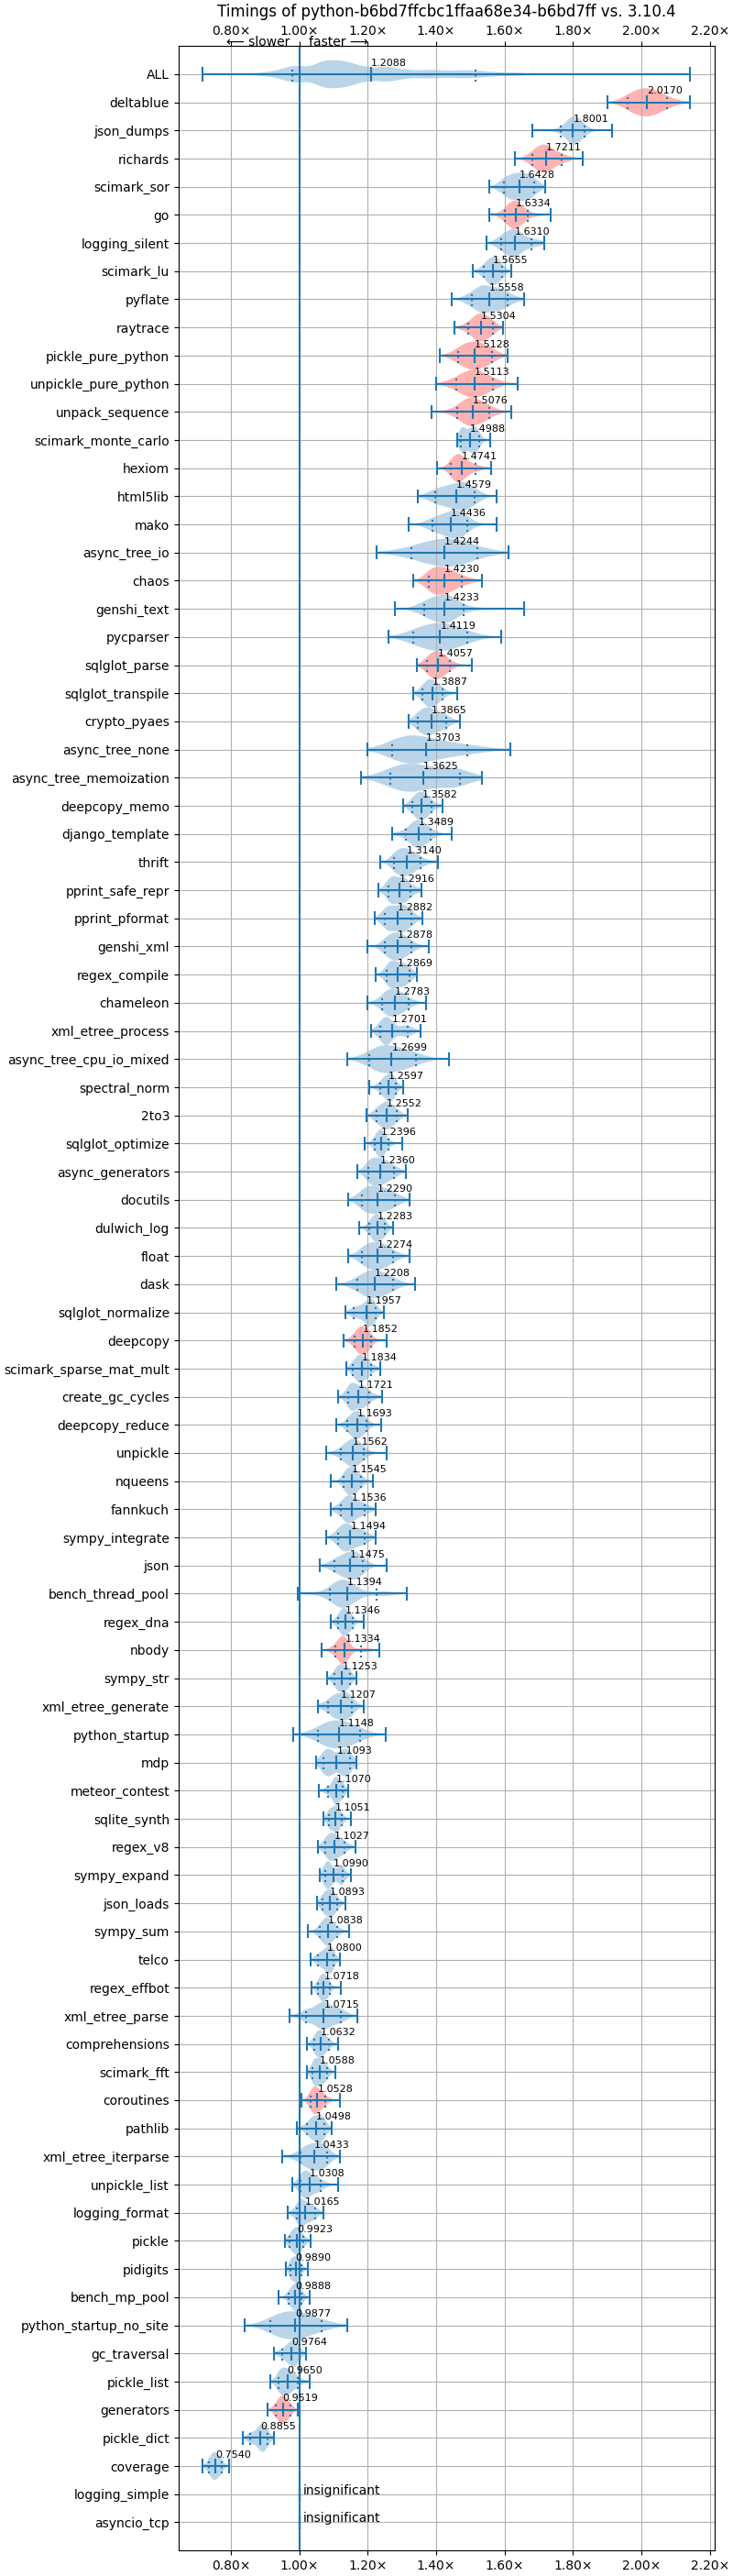 Timings of python-b6bd7ffcbc1ffaa68e34-b6bd7ff vs. 3.10.4
0.80× 1.00× 1.20× 1.40× 1.60× 1.80× 2.00× 2.20×
⟵ slower faster ⟶
ALL 1.2088
deltablue 2.0170
json_dumps 1.8001
richards 1.7211
scimark_sor 1.6428
go 1.6334
logging_silent 1.6310
scimark_lu 1.5655
pyflate 1.5558
raytrace 1.5304
pickle_pure_python 1.5128
unpickle_pure_python 1.5113
unpack_sequence 1.5076
scimark_monte_carlo 1.4988
hexiom 1.4741
html5lib 1.4579
mako 1.4436
async_tree_io 1.4244
chaos 1.4230
genshi_text 1.4233
pycparser 1.4119
sqlglot_parse 1.4057
sqlglot_transpile 1.3887
crypto_pyaes 1.3865
async_tree_none 1.3703
async_tree_memoization 1.3625
deepcopy_memo 1.3582
django_template 1.3489
thrift 1.3140
pprint_safe_repr 1.2916
pprint_pformat 1.2882
genshi_xml 1.2878
regex_compile 1.2869
chameleon 1.2783
xml_etree_process 1.2701
async_tree_cpu_io_mixed 1.2699
spectral_norm 1.2597
2to3 1.2552
sqlglot_optimize 1.2396
async_generators 1.2360
docutils 1.2290
dulwich_log 1.2283
float 1.2274
dask 1.2208
sqlglot_normalize 1.1957
deepcopy 1.1852
scimark_sparse_mat_mult 1.1834
create_gc_cycles 1.1721
deepcopy_reduce 1.1693
unpickle 1.1562
nqueens 1.1545
fannkuch 1.1536
sympy_integrate 1.1494
json 1.1475
bench_thread_pool 1.1394
regex_dna 1.1346
nbody 1.1334
sympy_str 1.1253
xml_etree_generate 1.1207
python_startup 1.1148
mdp 1.1093
meteor_contest 1.1070
sqlite_synth 1.1051
regex_v8 1.1027
sympy_expand 1.0990
json_loads 1.0893
sympy_sum 1.0838
telco 1.0800
regex_effbot 1.0718
xml_etree_parse 1.0715
comprehensions 1.0632
scimark_fft 1.0588
coroutines 1.0528
pathlib 1.0498
xml_etree_iterparse 1.0433
unpickle_list 1.0308
logging_format 1.0165
pickle 0.9923
pidigits 0.9890
bench_mp_pool 0.9888
python_startup_no_site 0.9877
gc_traversal 0.9764
pickle_list 0.9650
generators 0.9519
pickle_dict 0.8855
coverage 0.7540
logging_simple insignificant
asyncio_tcp insignificant
0.80× 1.00× 1.20× 1.40× 1.60× 1.80× 2.00× 2.20×